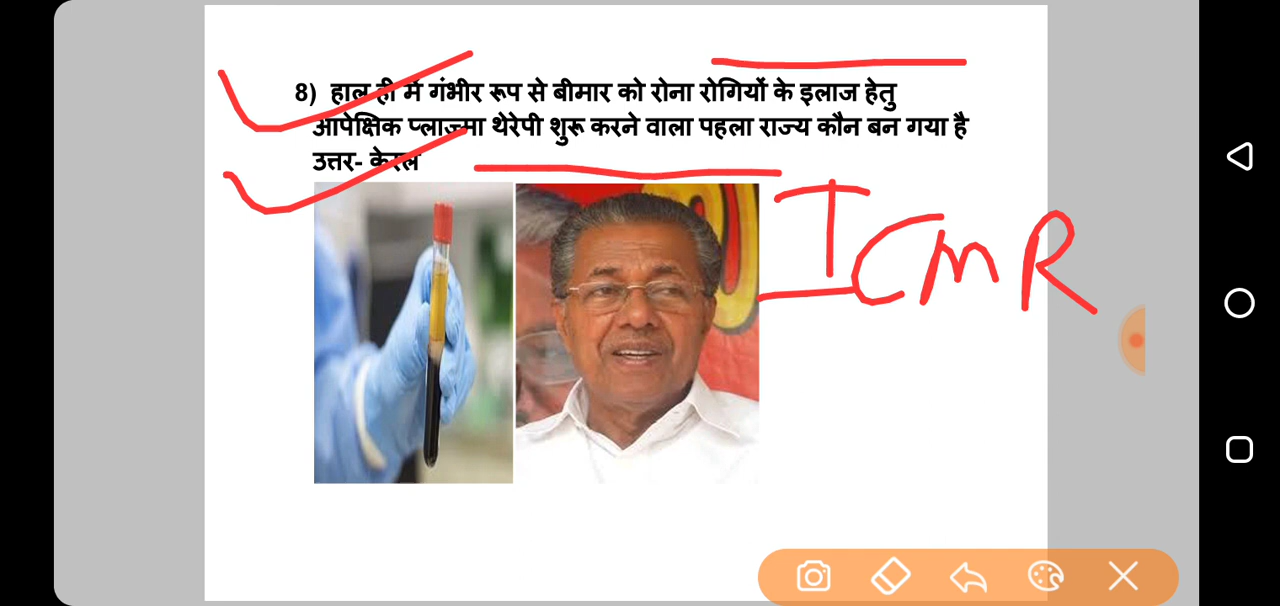 8) हाल ही में गंभीर रूप से बीमार को रोना रोगियों के इलाज हेतु
आपेक्षिक प्लाज्मा थेरेपी शुरू करने वाला पहला राज्य कौन बन गया है
उत्तर- केरल
ICMR